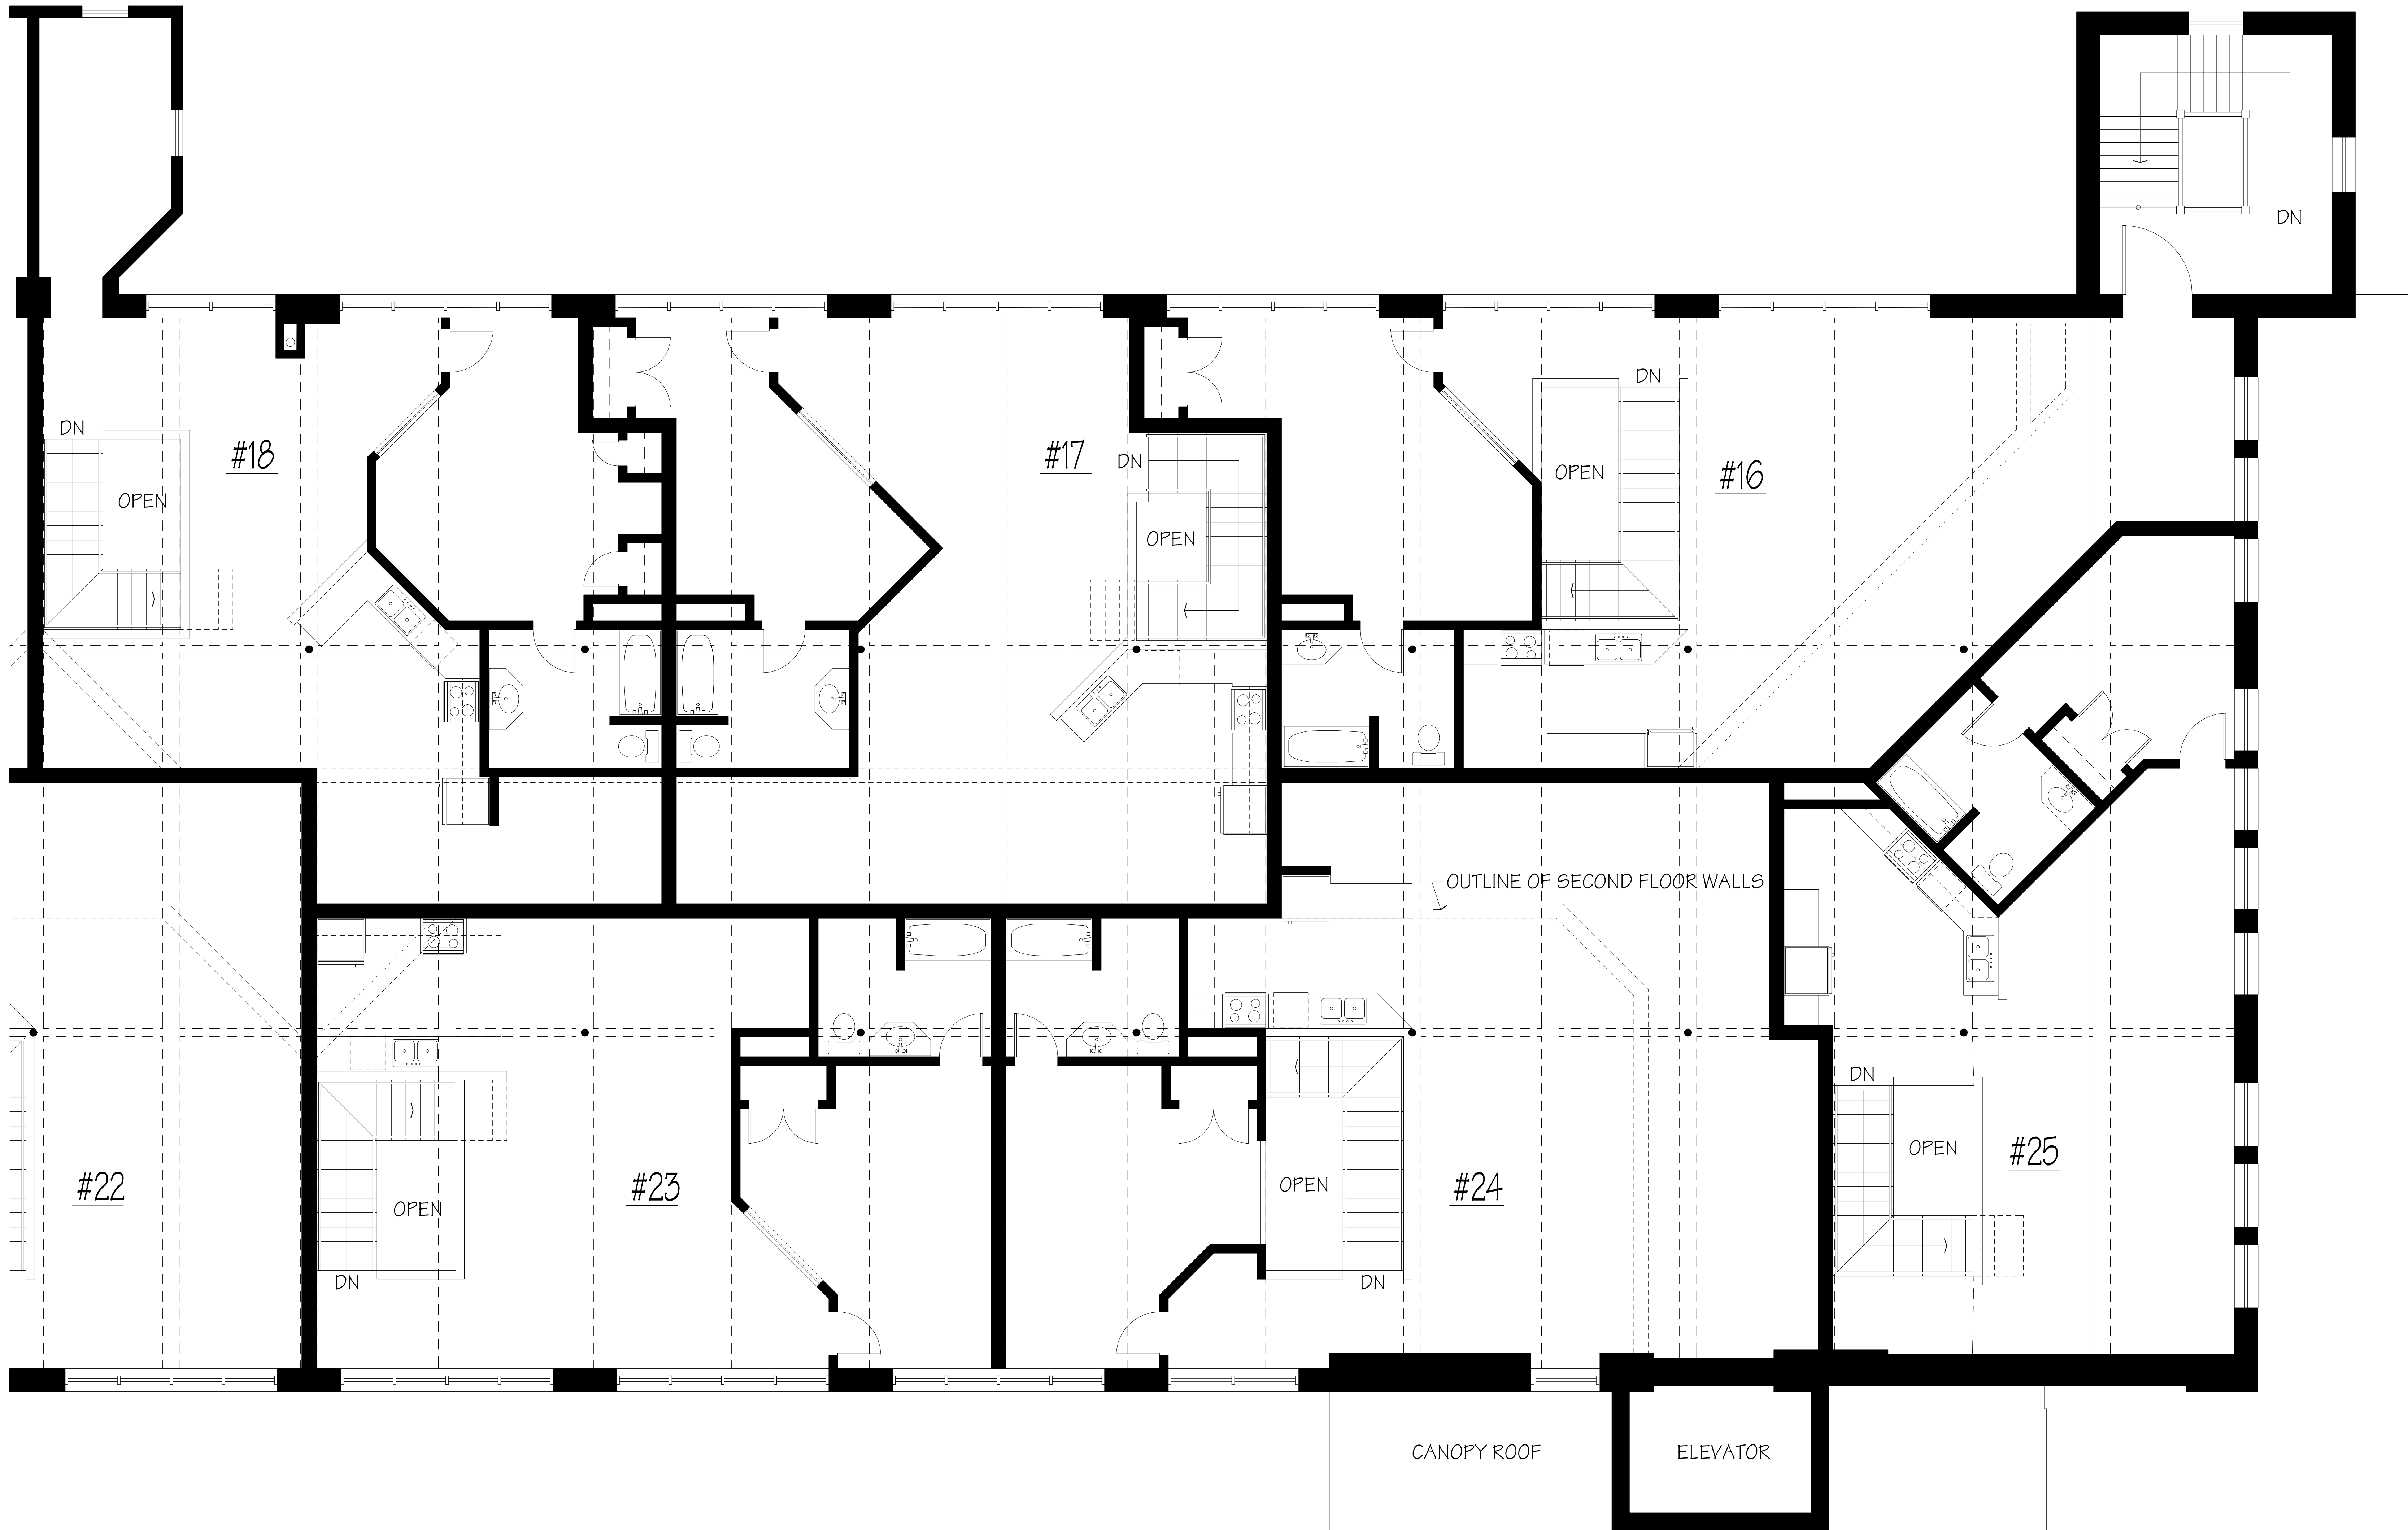 DN
DN
DN
#18
#17
DN
#16
OPEN
OPEN
OPEN
OUTLINE OF SECOND FLOOR WALLS
DN
OPEN
#25
#22
#23
OPEN
#24
OPEN
DN
DN
CANOPY ROOF
ELEVATOR